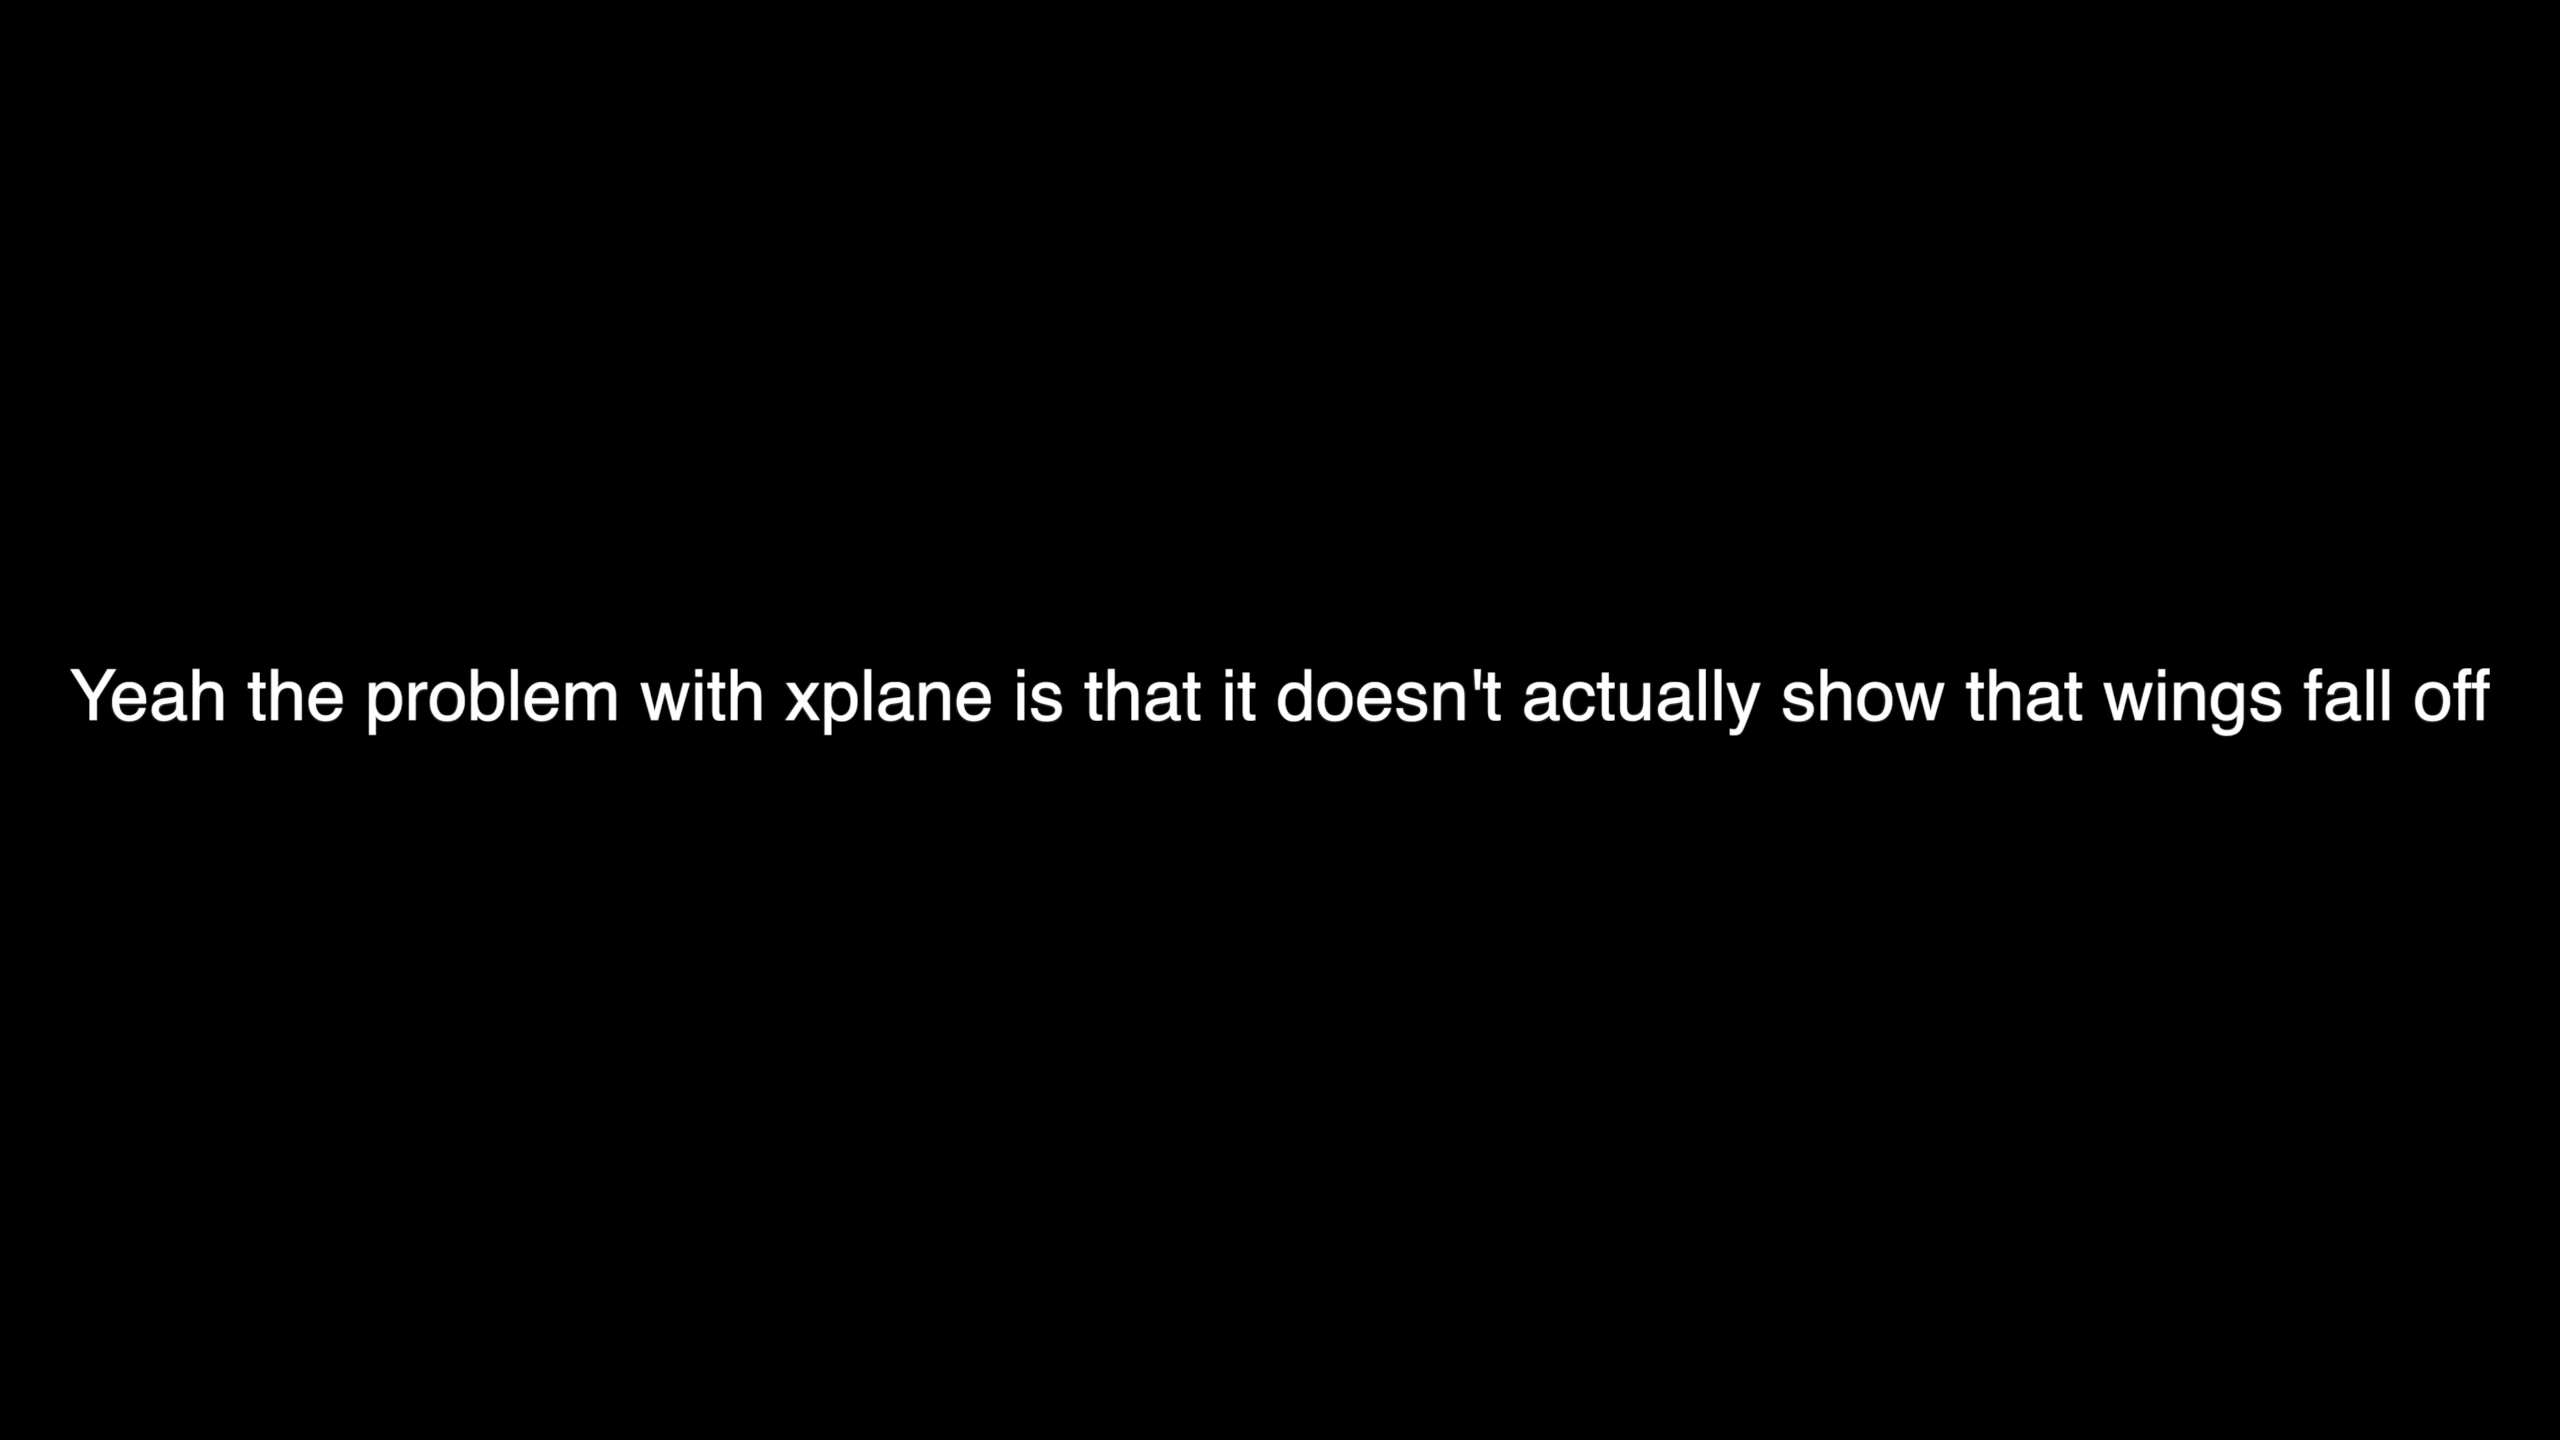 Yeah the problem with xplane is that it doesn't actually show that wings fall off